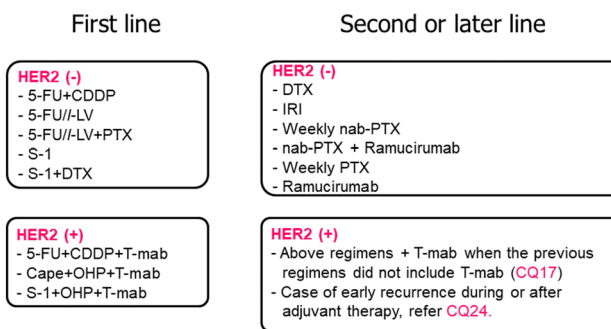 First line
HER2 (-)
- 5-FU+CDDP
- 5-FU/l-LV
- 5-FU/l-LV+PTX
- S-1
- S-1+DTX
HER2 (+)
- 5-FU+CDDP+T-mab
- Cape+OHP+T-mab
- S-1+OHP+T-mab
Second or later line
HER2 (-)
- DTX
- IRI
- Weekly nab-PTX
- nab-PTX + Ramucirumab
- Weekly PTX
- Ramucirumab
HER2 (+)
- Above regimens + T-mab when the previous
regimens did not include T-mab (CQ17)
- Case of early recurrence during or after
adjuvant therapy, refer CQ24.